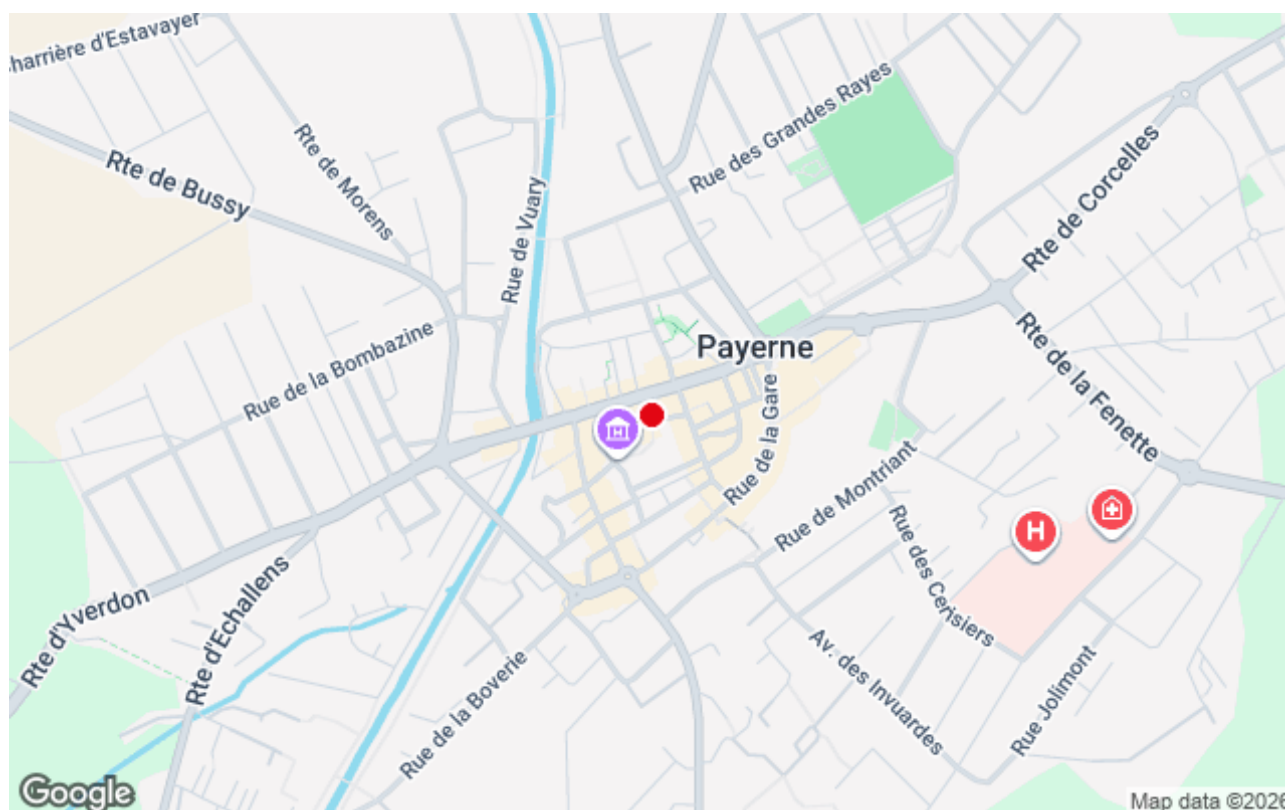 Charrière d'Estavayer
Rte de Morens
Rte de Bussy
Rue de Vuary
Rue des Grandes Rayes
Rte de Corcelles
Payerne
Rue de la Bombazine
Rte de la Fenette
Rue de la Gare
Rue de Montriant
Rue des Cerisiers
H
Rte d'Yverdon
Rte d'Echallens
Rue de la Boverie
Av. des Invuardes
Rue Jolimont
Google
Map data ©2026